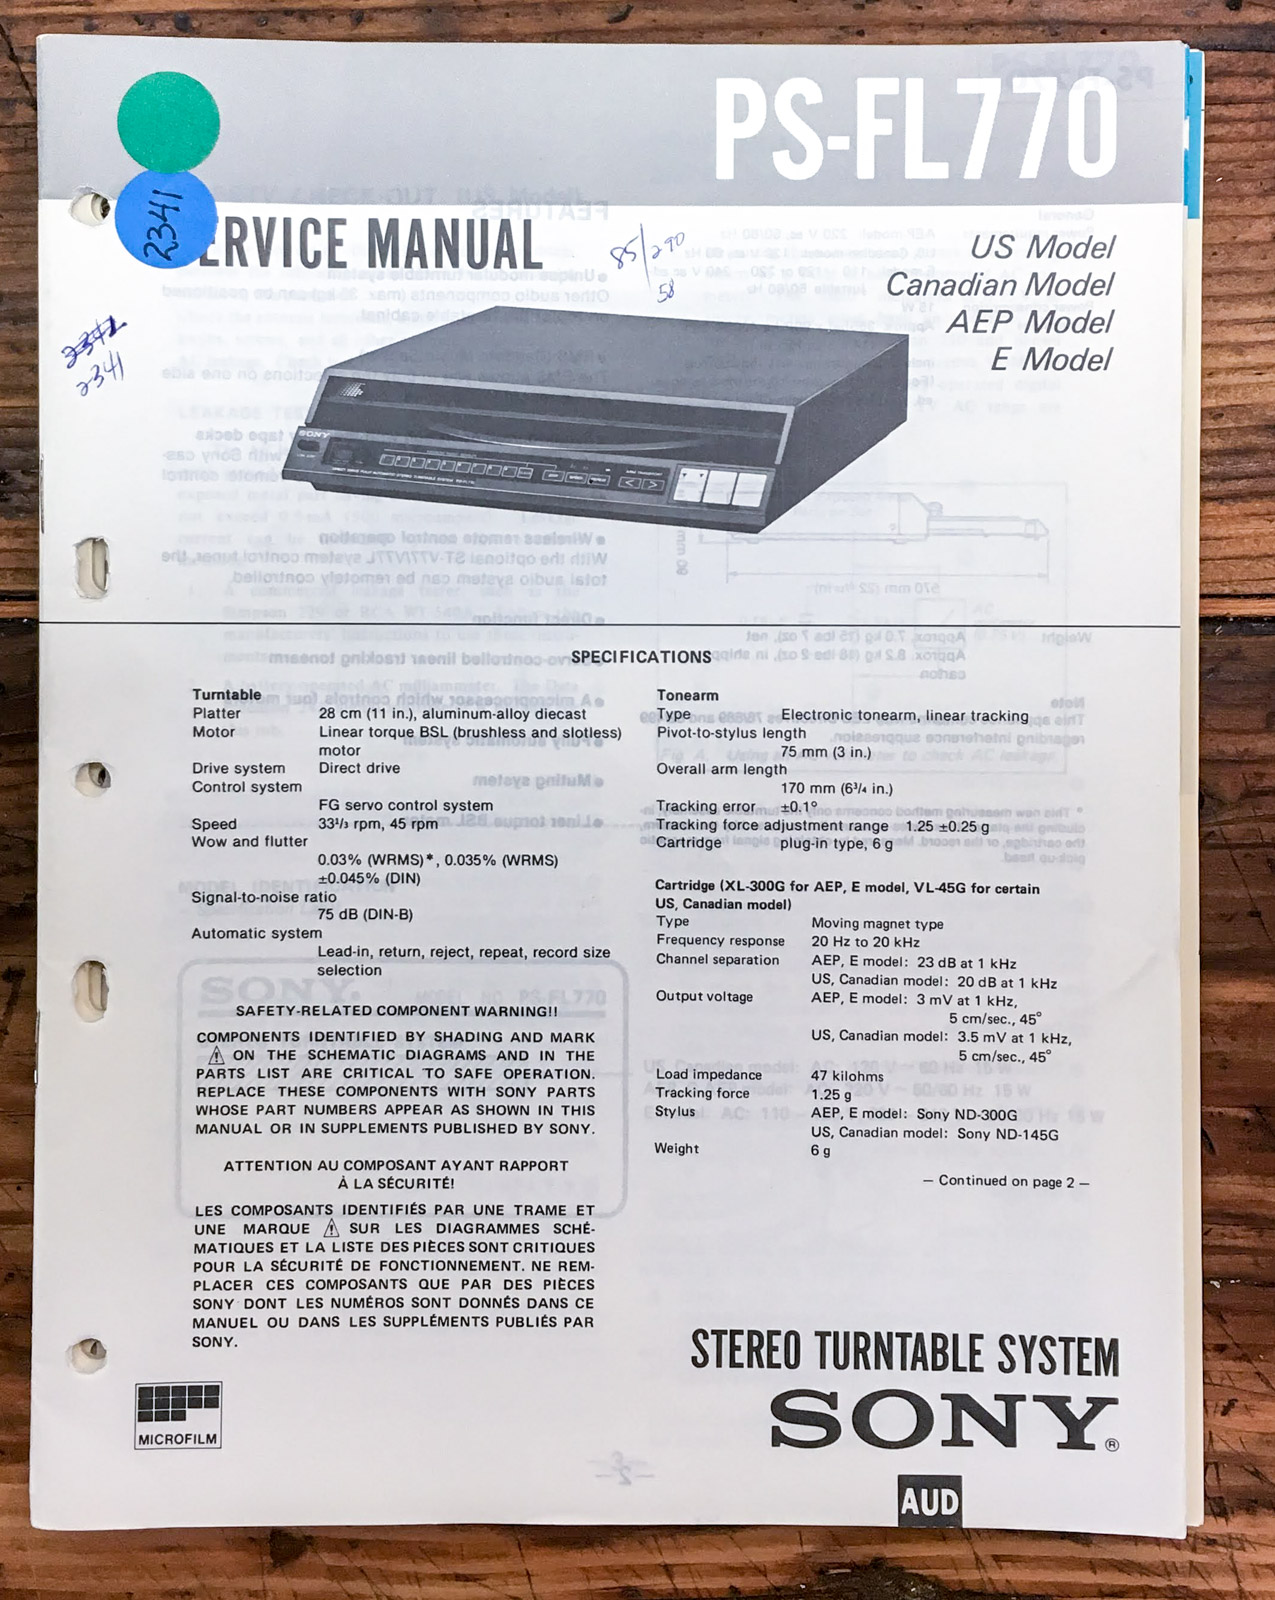 PS-FL770
2341
ERVICE MANUAL
85/290
58
US Model
Canadian Model
AEP Model
E Model
2341
SONY
SPECIFICATIONS
Turntable
Platter 28 cm (11 in.), aluminum-alloy diecast
Motor Linear torque BSL (brushless and slotless)
motor
Drive system Direct drive
Control system
FG servo control system
Speed 33¹/₃ rpm, 45 rpm
Wow and flutter
0.03% (WRMS)*, 0.035% (WRMS)
±0.045% (DIN)
Signal-to-noise ratio
75 dB (DIN-B)
Automatic system
Lead-in, return, reject, repeat, record size
selection
SAFETY-RELATED COMPONENT WARNING!!
COMPONENTS IDENTIFIED BY SHADING AND MARK
⚠ ON THE SCHEMATIC DIAGRAMS AND IN THE
PARTS LIST ARE CRITICAL TO SAFE OPERATION.
REPLACE THESE COMPONENTS WITH SONY PARTS
WHOSE PART NUMBERS APPEAR AS SHOWN IN THIS
MANUAL OR IN SUPPLEMENTS PUBLISHED BY SONY.
ATTENTION AU COMPOSANT AYANT RAPPORT
À LA SÉCURITÉ!
LES COMPOSANTS IDENTIFIÉS PAR UNE TRAME ET
UNE MARQUE ⚠ SUR LES DIAGRAMMES SCHÉ-
MATIQUES ET LA LISTE DES PIÈCES SONT CRITIQUES
POUR LA SÉCURITÉ DE FONCTIONNEMENT. NE REM-
PLACER CES COMPOSANTS QUE PAR DES PIÈCES
SONY DONT LES NUMÉROS SONT DONNÉS DANS CE
MANUEL OU DANS LES SUPPLÉMENTS PUBLIÉS PAR
SONY.
Tonearm
Type Electronic tonearm, linear tracking
Pivot-to-stylus length
75 mm (3 in.)
Overall arm length
170 mm (6³/₄ in.)
Tracking error ±0.1°
Tracking force adjustment range 1.25 ±0.25 g
Cartridge plug-in type, 6 g
Cartridge (XL-300G for AEP, E model, VL-45G for certain
US, Canadian model)
Type Moving magnet type
Frequency response 20 Hz to 20 kHz
Channel separation AEP, E model: 23 dB at 1 kHz
US, Canadian model: 20 dB at 1 kHz
Output voltage AEP, E model: 3 mV at 1 kHz,
5 cm/sec., 45°
US, Canadian model: 3.5 mV at 1 kHz,
5 cm/sec., 45°
Load impedance 47 kilohms
Tracking force 1.25 g
Stylus AEP, E model: Sony ND-300G
US, Canadian model: Sony ND-145G
Weight 6 g
— Continued on page 2 —
STEREO TURNTABLE SYSTEM
SONY®
MICROFILM
AUD